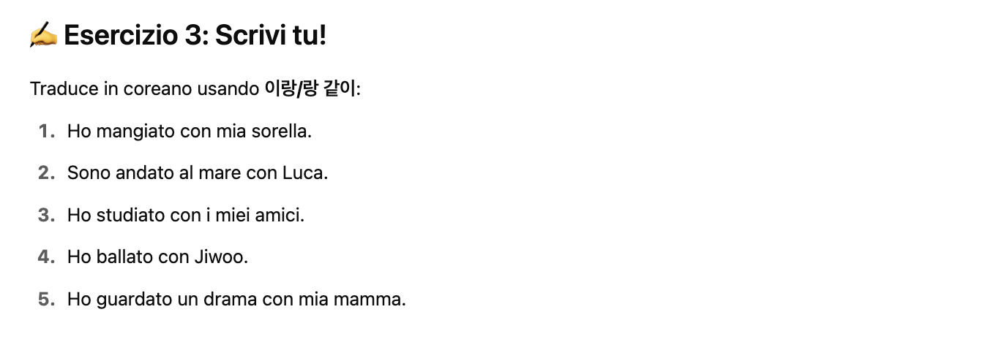 ✍️ Esercizio 3: Scrivi tu!
Traduce in coreano usando 이랑/랑 같이:
1. Ho mangiato con mia sorella.
2. Sono andato al mare con Luca.
3. Ho studiato con i miei amici.
4. Ho ballato con Jiwoo.
5. Ho guardato un drama con mia mamma.